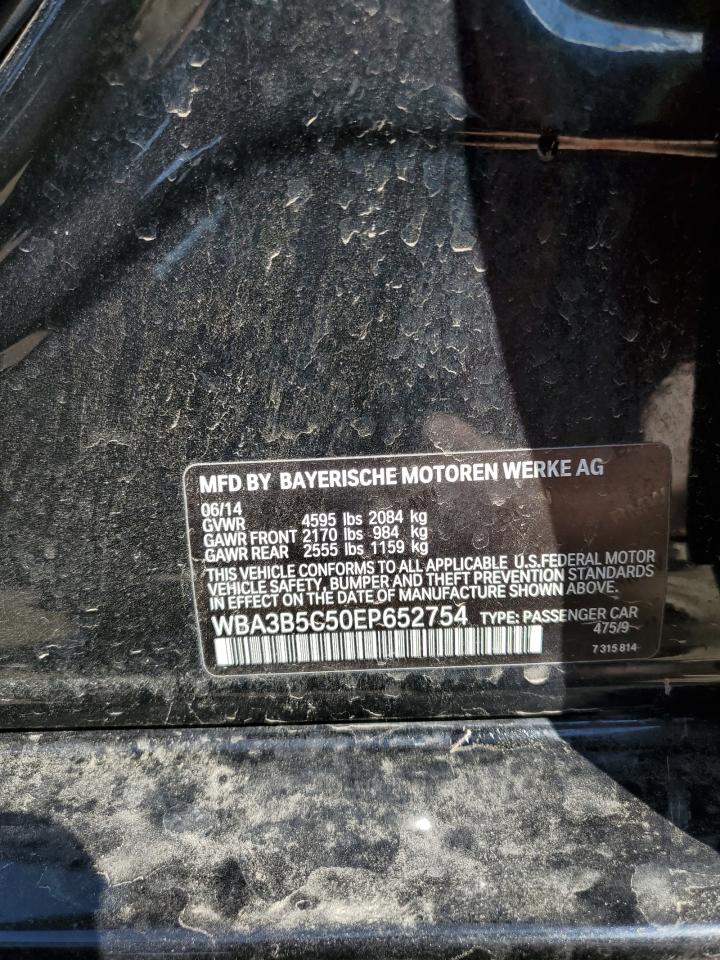 MFD BY BAYERISCHE MOTOREN WERKE AG
06/14
GVWR 4595 lbs 2084 kg
GAWR FRONT 2170 lbs 984 kg
GAWR REAR 2555 lbs 1159 kg
THIS VEHICLE CONFORMS TO ALL APPLICABLE U.S.FEDERAL MOTOR
VEHICLE SAFETY, BUMPER AND THEFT PREVENTION STANDARDS
IN EFFECT ON THE DATE OF MANUFACTURE SHOWN ABOVE.
WBA3B5C50EP652754 TYPE: PASSENGER CAR
475/9
7 315 814